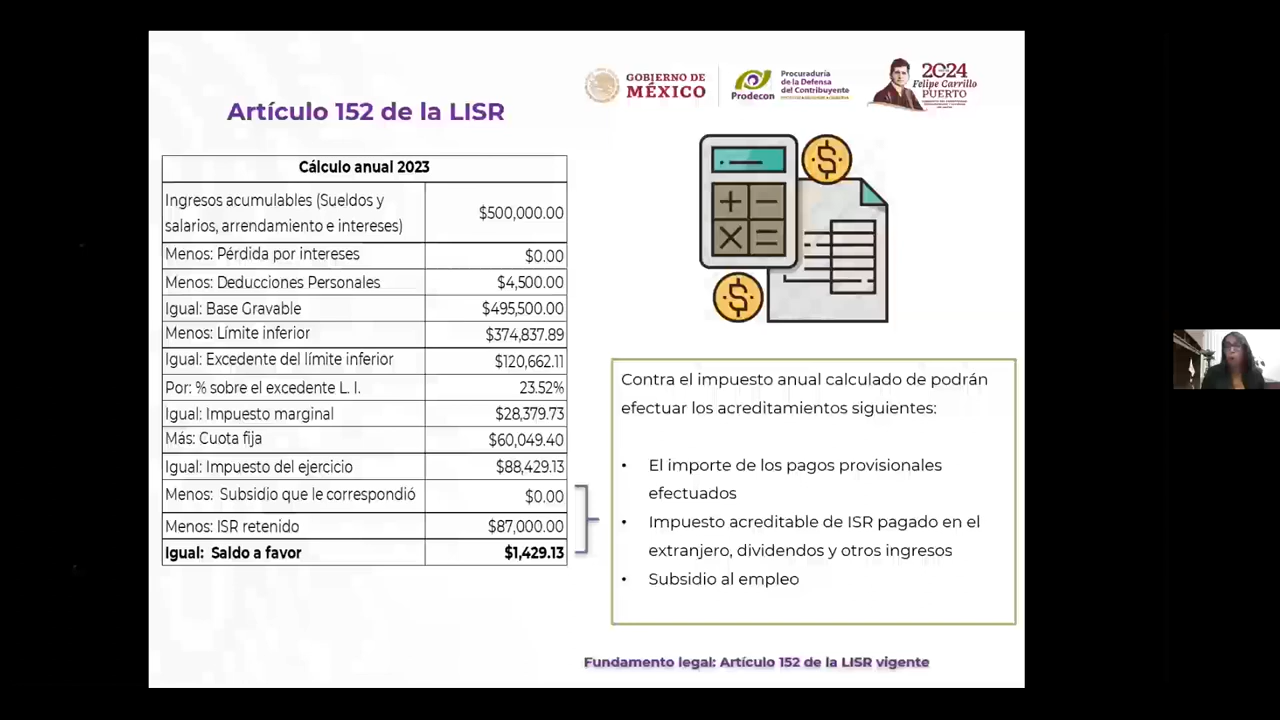 GOBIERNO DE
MÉXICO
Prodecon
Procuraduría
de la Defensa
del Contribuyente
2024
Felipe Carrillo
PUERTO
Artículo 152 de la LISR
Cálculo anual 2023
Ingresos acumulables (Sueldos y
salarios, arrendamiento e intereses)
$500,000.00
Menos: Pérdida por intereses $0.00
Menos: Deducciones Personales $4,500.00
Igual: Base Gravable $495,500.00
Menos: Límite inferior $374,837.89
Igual: Excedente del límite inferior $120,662.11
Por: % sobre el excedente L. I. 23.52%
Igual: Impuesto marginal $28,379.73
Más: Cuota fija $60,049.40
Igual: Impuesto del ejercicio $88,429.13
Menos: Subsidio que le correspondió $0.00
Menos: ISR retenido $87,000.00
Igual: Saldo a favor $1,429.13
Contra el impuesto anual calculado de podrán
efectuar los acreditamientos siguientes:
• El importe de los pagos provisionales
efectuados
• Impuesto acreditable de ISR pagado en el
extranjero, dividendos y otros ingresos
• Subsidio al empleo
Fundamento legal: Artículo 152 de la LISR vigente